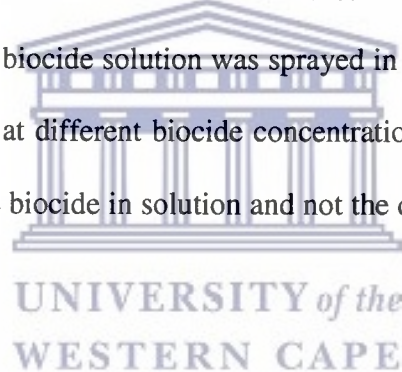 biocide solution was sprayed in
at different biocide concentratio
biocide in solution and not the
UNIVERSITY of the
WESTERN CAPE